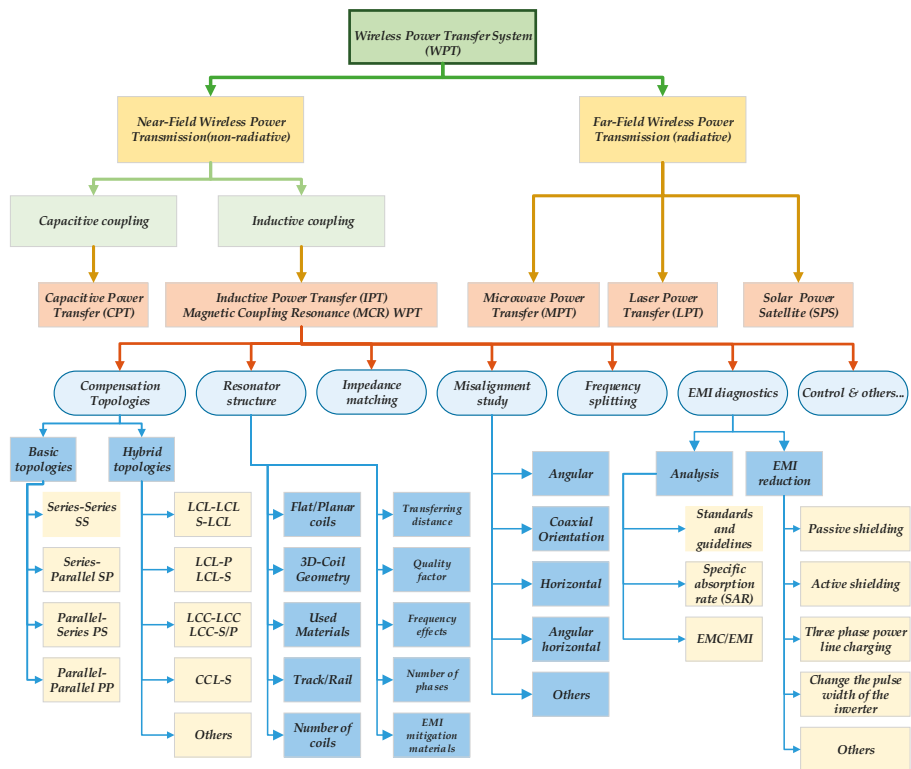 Wireless Power Transfer System
(WPT)
Near-Field Wireless Power
Transmission(non-radiative)
Far-Field Wireless Power
Transmission (radiative)
Capacitive coupling
Inductive coupling
Capacitive Power
Transfer (CPT)
Inductive Power Transfer (IPT)
Magnetic Coupling Resonance (MCR) WPT
Microwave Power
Transfer (MPT)
Laser Power
Transfer (LPT)
Solar Power
Satellite (SPS)
Compensation
Topologies
Resonator
structure
Impedance
matching
Misalignment
study
Frequency
splitting
EMI diagnostics
Control & others...
Basic
topologies
Hybrid
topologies
Series-Series
SS
Series-
Parallel SP
Parallel-
Series PS
Parallel-
Parallel PP
LCL-LCL
S-LCL
LCL-P
LCL-S
LCC-LCC
LCC-S/P
CCL-S
Others
Flat/Planar
coils
3D-Coil
Geometry
Used
Materials
Track/Rail
Number of
coils
Transferring
distance
Quality
factor
Frequency
effects
Number of
phases
EMI
mitigation
materials
Angular
Coaxial
Orientation
Horizontal
Angular
horizontal
Others
Analysis
EMI
reduction
Standards
and
guidelines
Specific
absorption
rate (SAR)
EMC/EMI
Passive shielding
Active shielding
Three phase power
line charging
Change the pulse
width of the
inverter
Others